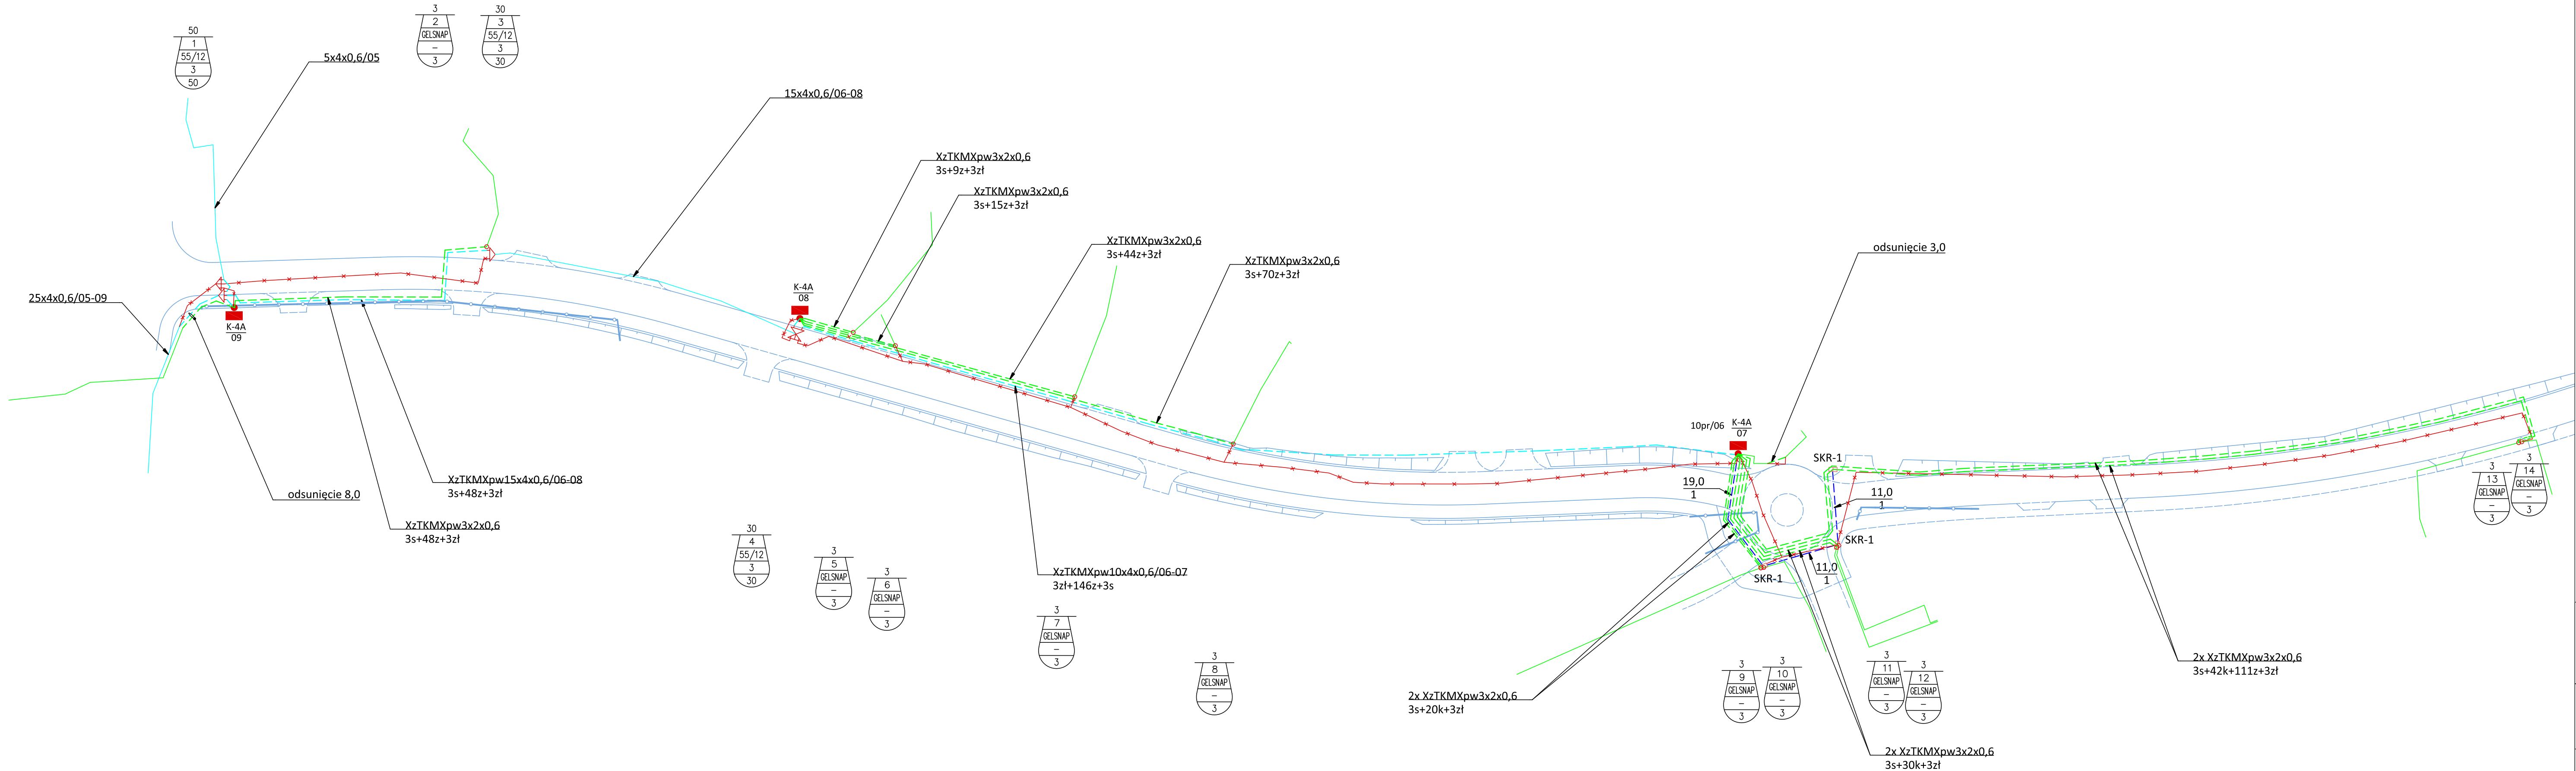 50
1
55/12
3
50
3
2
GELSNAP
–
3
30
3
55/12
3
30
5x4x0,6/05
15x4x0,6/06-08
XzTKMXpw3x2x0,6
3s+9z+3zł
XzTKMXpw3x2x0,6
3s+15z+3zł
XzTKMXpw3x2x0,6
3s+44z+3zł
XzTKMXpw3x2x0,6
3s+70z+3zł
odsunięcie 3,0
25x4x0,6/05-09
K-4A
09
K-4A
08
10pr/06
K-4A
07
SKR-1
19,0
1
11,0
1
SKR-1
11,0
1
SKR-1
odsunięcie 8,0
XzTKMXpw15x4x0,6/06-08
3s+48z+3zł
XzTKMXpw3x2x0,6
3s+48z+3zł
3
13
GELSNAP
–
3
3
14
GELSNAP
–
3
30
4
55/12
3
30
3
5
GELSNAP
–
3
3
6
GELSNAP
–
3
XzTKMXpw10x4x0,6/06-07
3zł+146z+3s
3
7
GELSNAP
–
3
3
8
GELSNAP
–
3
2x XzTKMXpw3x2x0,6
3s+20k+3zł
3
9
GELSNAP
–
3
3
10
GELSNAP
–
3
3
11
GELSNAP
–
3
3
12
GELSNAP
–
3
2x XzTKMXpw3x2x0,6
3s+42k+111z+3zł
2x XzTKMXpw3x2x0,6
3s+30k+3zł